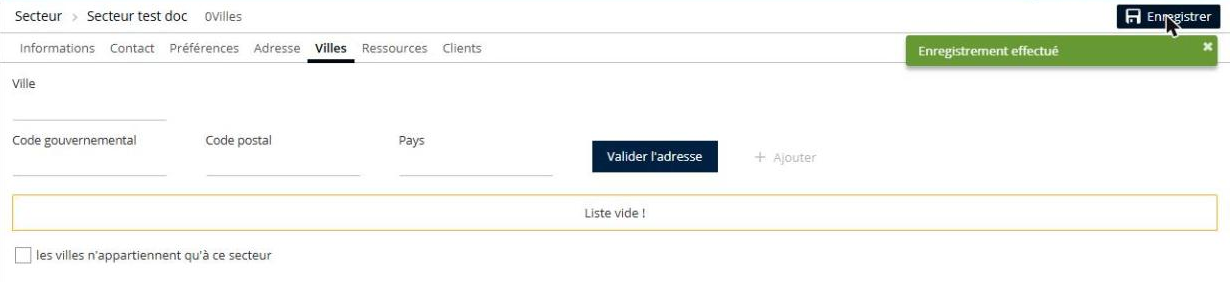 Secteur > Secteur test doc 0Villes Enregistrer
Informations Contact Préférences Adresse Villes Ressources Clients
Enregistrement effectué ×
Ville
Code gouvernemental Code postal Pays
Valider l'adresse + Ajouter
Liste vide !
les villes n'appartiennent qu'à ce secteur